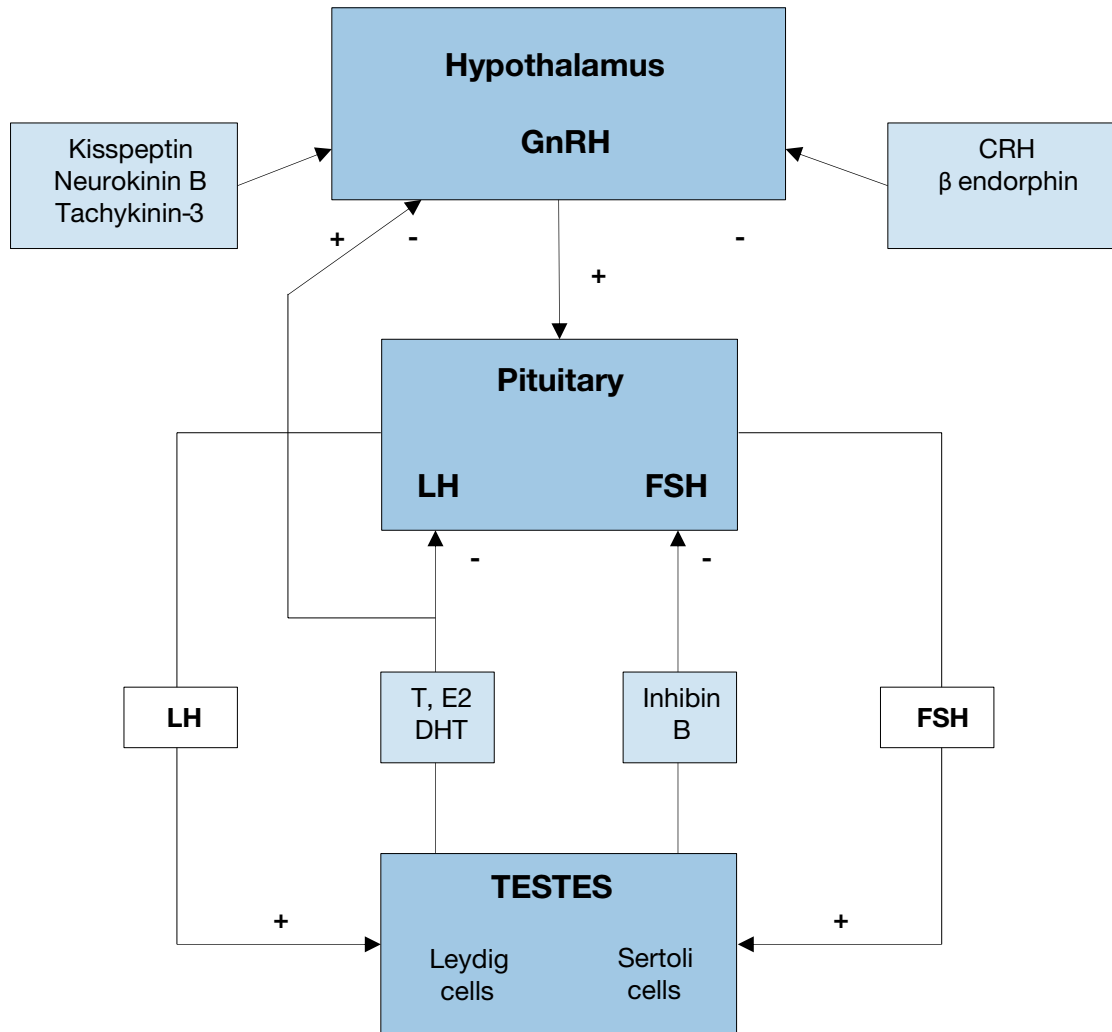 Hypothalamus
GnRH
Kisspeptin
Neurokinin B
Tachykinin-3
CRH
β endorphin
+
-
-
+
Pituitary
LH
FSH
-
-
LH
T, E2
DHT
Inhibin
B
FSH
TESTES
+
+
Leydig
cells
Sertoli
cells